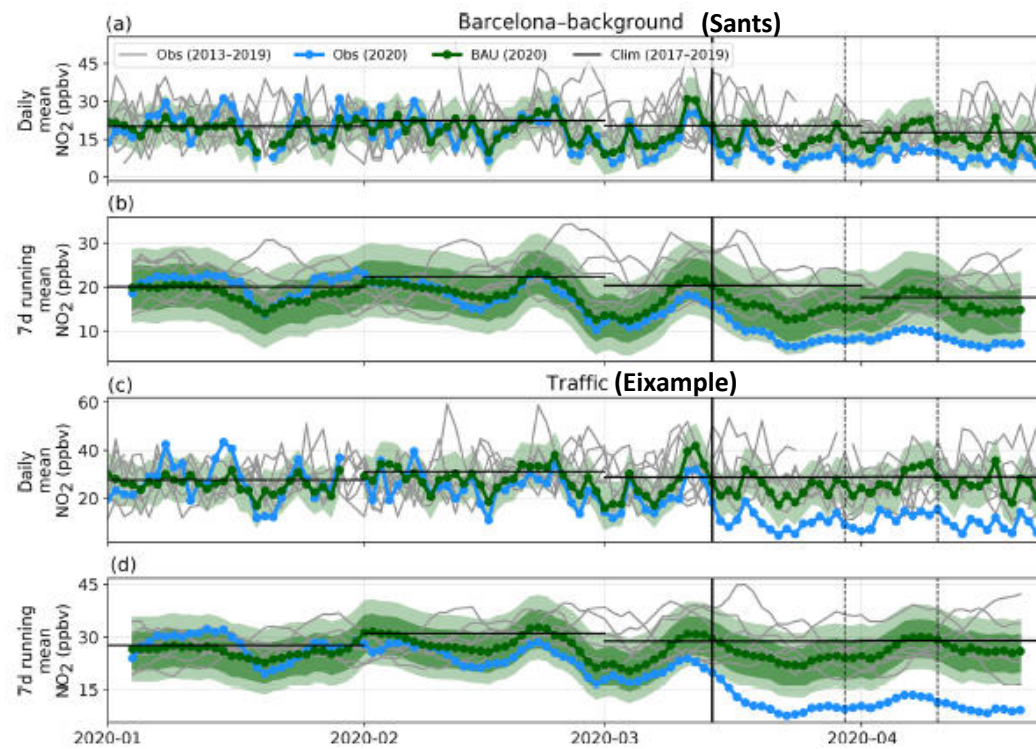 (a) Barcelona–background (Sants)
Obs (2013–2019) Obs (2020) BAU (2020) Clim (2017–2019)
45
30
15
0
Daily
mean
NO₂ (ppbv)
(b)
30
20
10
7d running
mean
NO₂ (ppbv)
(c) Traffic (Eixample)
60
40
20
Daily
mean
NO₂ (ppbv)
(d)
45
30
15
7d running
mean
NO₂ (ppbv)
2020-01 2020-02 2020-03 2020-04